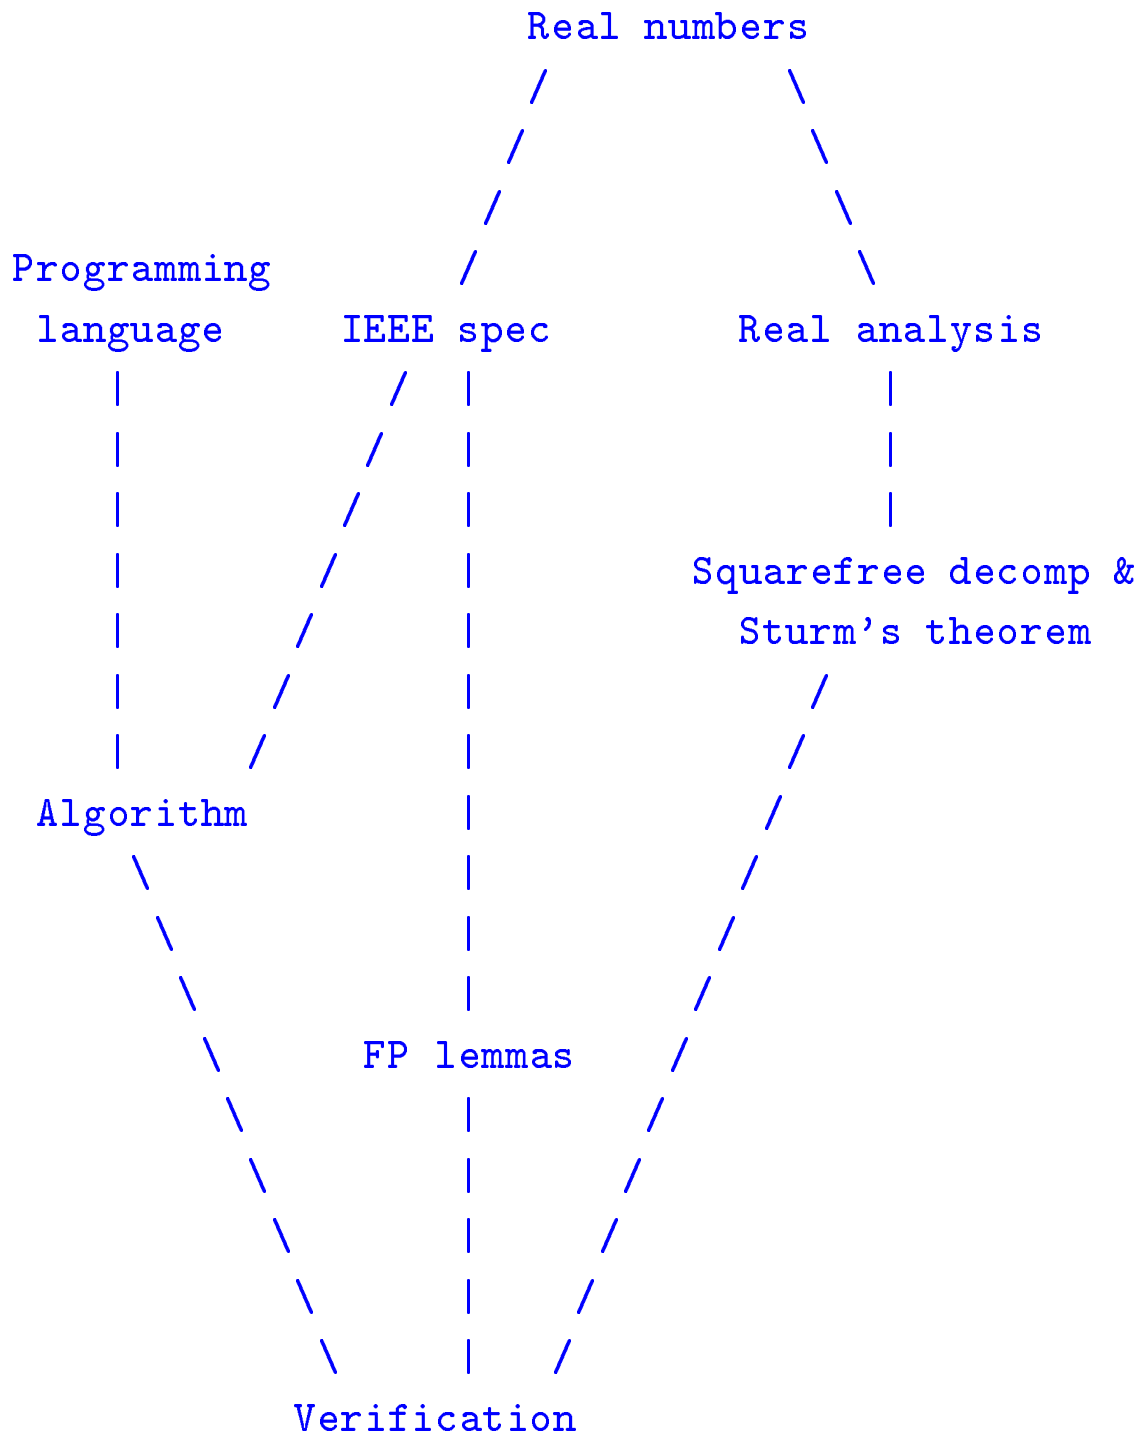 Real numbers
Programming
language
IEEE spec
Real analysis
Squarefree decomp &
Sturm's theorem
Algorithm
FP lemmas
Verification